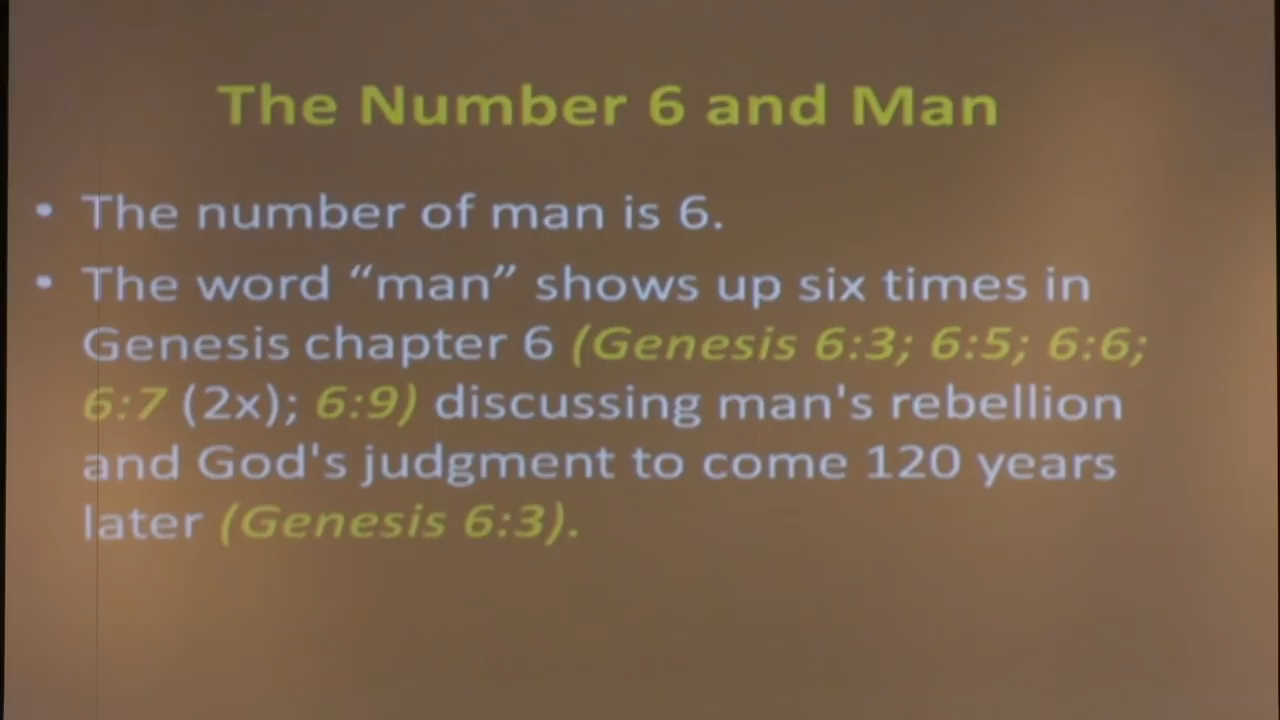 The Number 6 and Man
• The number of man is 6.
• The word “man” shows up six times in
Genesis chapter 6 (Genesis 6:3; 6:5; 6:6;
6:7 (2x); 6:9) discussing man's rebellion
and God's judgment to come 120 years
later (Genesis 6:3).